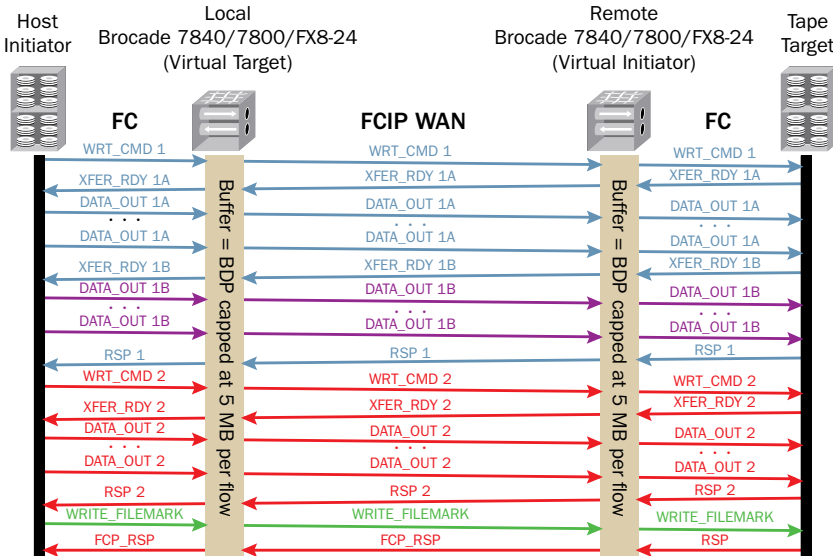 Host
Initiator
Local
Brocade 7840/7800/FX8-24
(Virtual Target)
Remote
Brocade 7840/7800/FX8-24
(Virtual Initiator)
Tape
Target
FC
FCIP WAN
FC
WRT_CMD 1
WRT_CMD 1
WRT_CMD 1
XFER_RDY 1A
XFER_RDY 1A
XFER_RDY 1A
DATA_OUT 1A
DATA_OUT 1A
DATA_OUT 1A
. . .
. . .
. . .
DATA_OUT 1A
DATA_OUT 1A
DATA_OUT 1A
XFER_RDY 1B
XFER_RDY 1B
XFER_RDY 1B
DATA_OUT 1B
DATA_OUT 1B
DATA_OUT 1B
. . .
. . .
. . .
DATA_OUT 1B
DATA_OUT 1B
DATA_OUT 1B
RSP 1
RSP 1
RSP 1
WRT_CMD 2
WRT_CMD 2
WRT_CMD 2
XFER_RDY 2
XFER_RDY 2
XFER_RDY 2
DATA_OUT 2
DATA_OUT 2
DATA_OUT 2
. . .
. . .
. . .
DATA_OUT 2
DATA_OUT 2
DATA_OUT 2
RSP 2
RSP 2
RSP 2
WRITE_FILEMARK
WRITE_FILEMARK
WRITE_FILEMARK
FCP_RSP
FCP_RSP
RSP
Buffer = BDP capped at 5 MB per flow
Buffer = BDP capped at 5 MB per flow